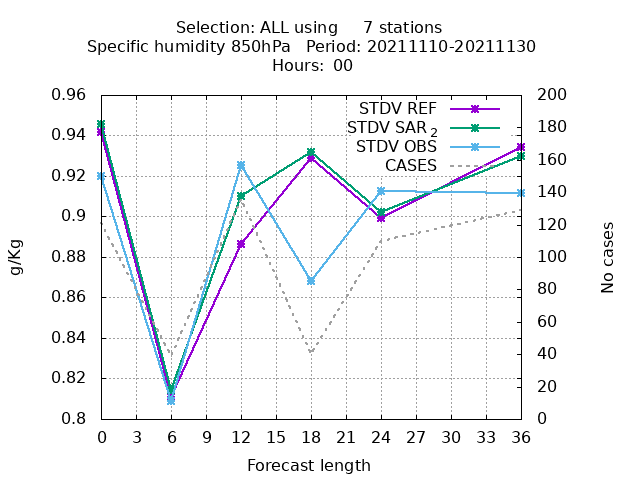 Selection: ALL using     7 stations
Specific humidity 850hPa   Period: 20211110-20211130
Hours: 00
STDV REF
STDV SAR2
STDV OBS
CASES
0.96
0.94
0.92
0.9
0.88
0.86
0.84
0.82
0.8
200
180
160
140
120
100
80
60
40
20
0
g/Kg
No cases
0 3 6 9 12 15 18 21 24 27 30 33 36
Forecast length